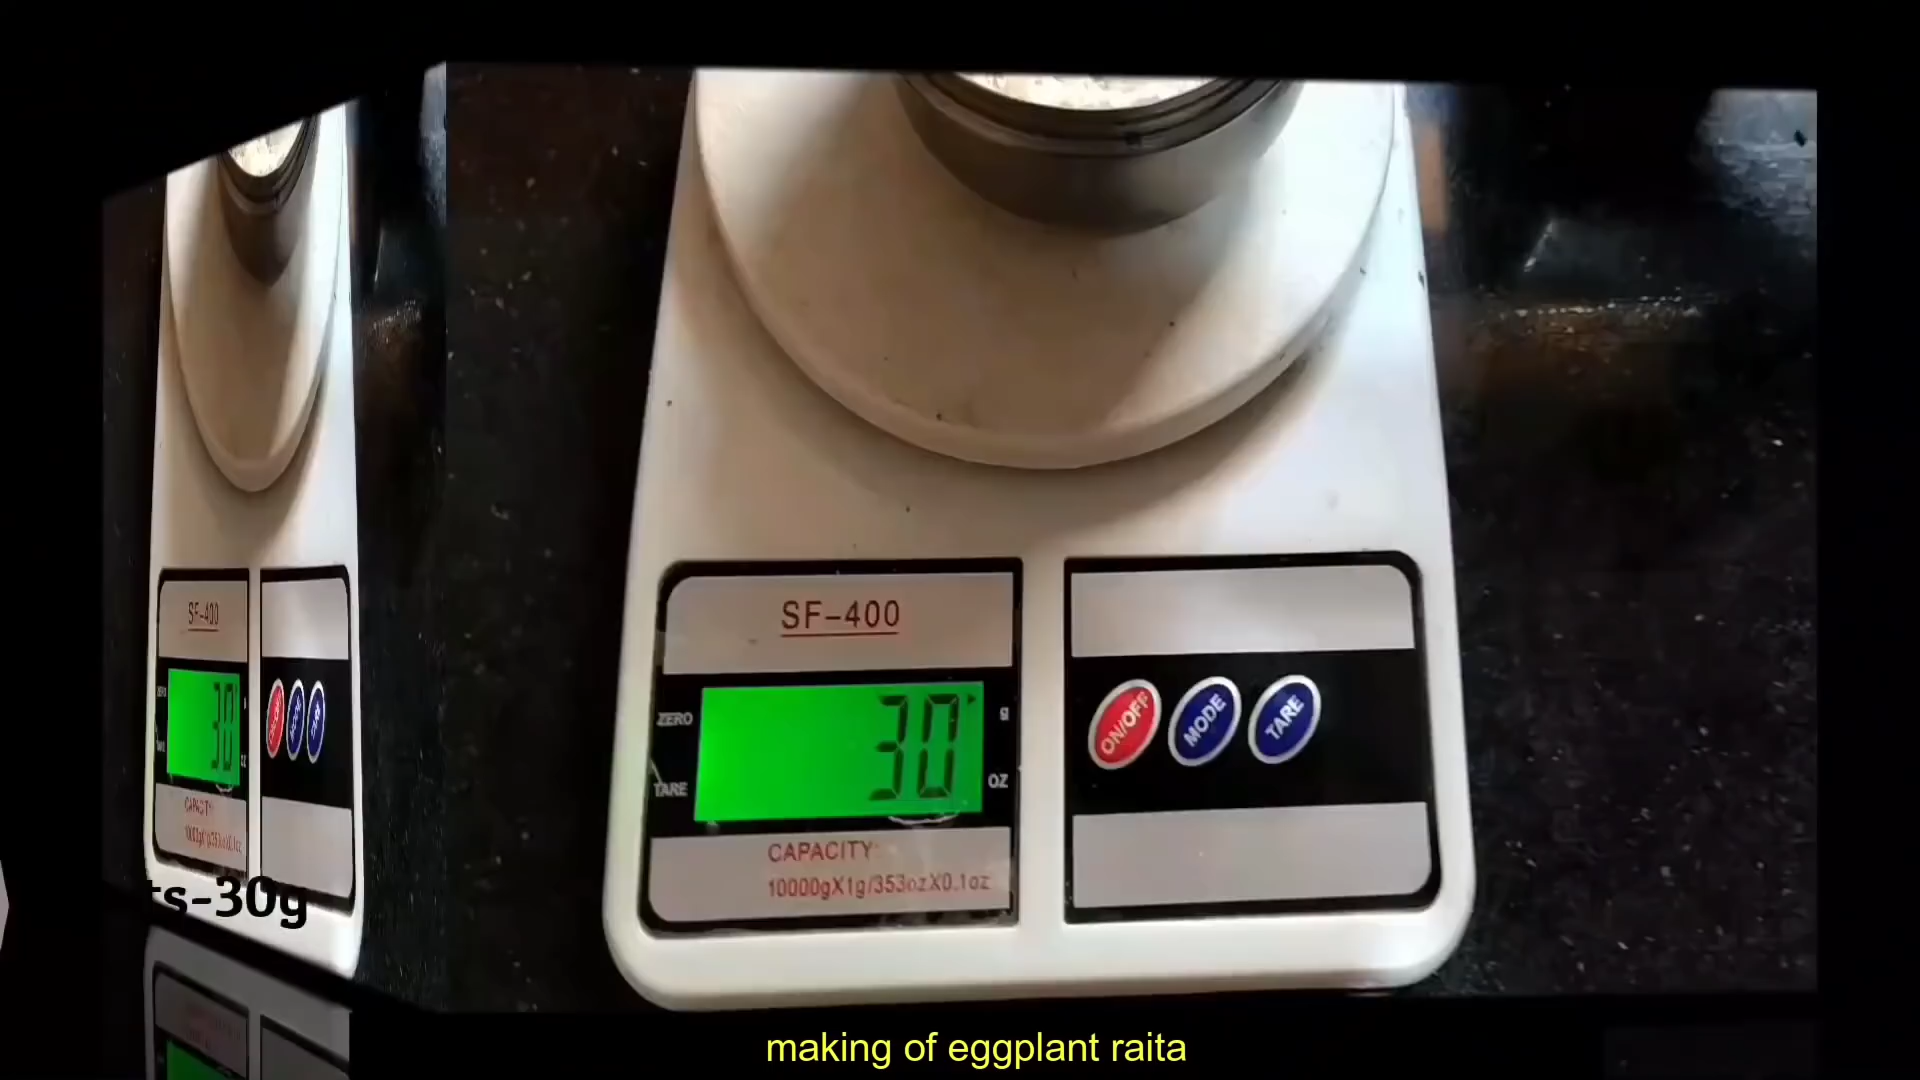 SF-400
ZERO
g
30
TARE
OZ
CAPACITY:
10000gX1g/353ozX0.1oz
ON/OFF
MODE
TARE
SF-400
30
ts-30g
making of eggplant raita